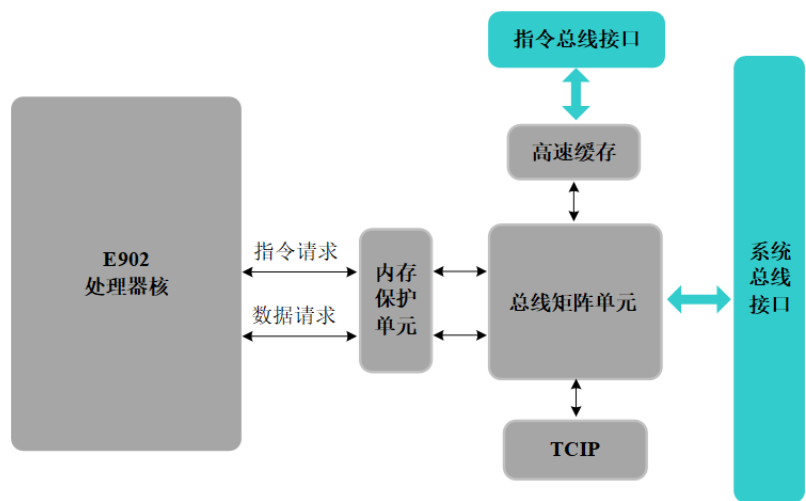 指令总线接口
高速缓存
E902
处理器核
指令请求
数据请求
内存
保护
单元
总线矩阵单元
系统
总线
接口
TCIP